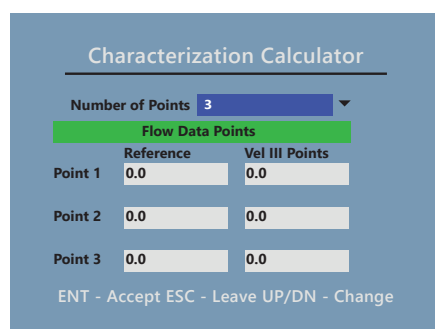 Characterization Calculator
Number of Points 3
Flow Data Points
Reference Vel III Points
Point 1 0.0 0.0
Point 2 0.0 0.0
Point 3 0.0 0.0
ENT - Accept ESC - Leave UP/DN - Change